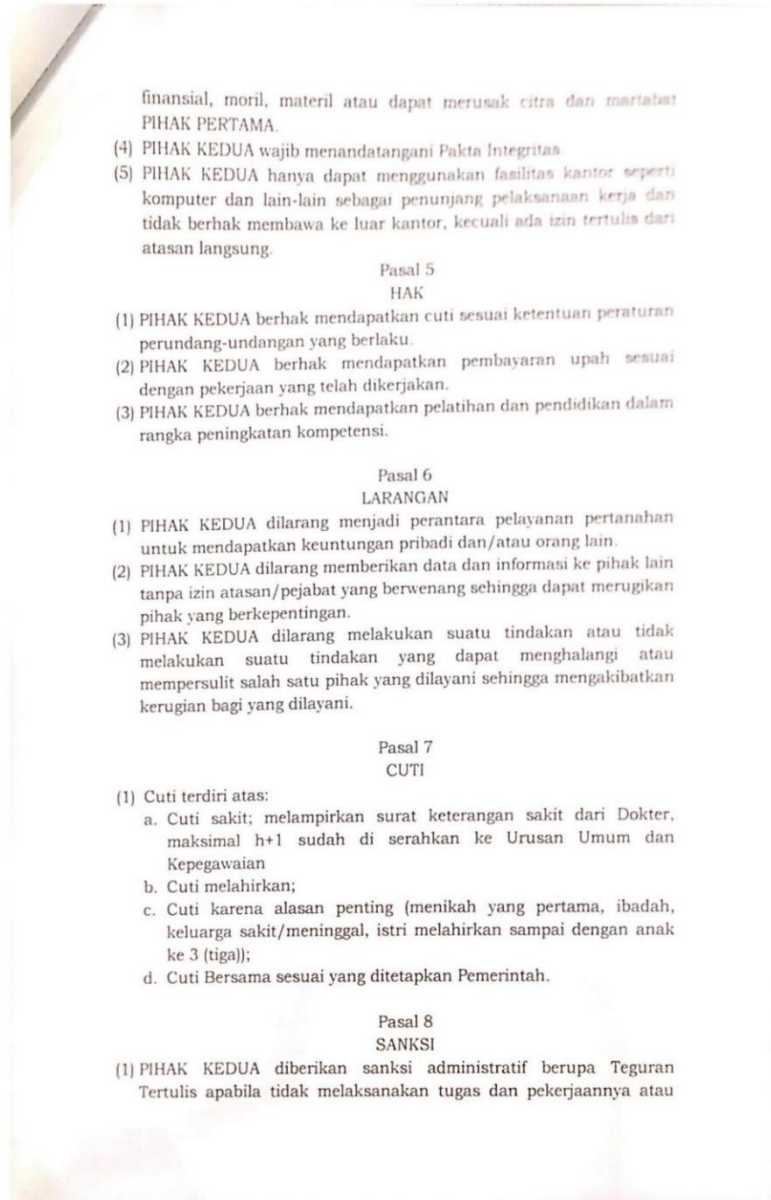 finansial, moril, materil atau dapat merusak citra dan martabat
PIHAK PERTAMA.
(4) PIHAK KEDUA wajib menandatangani Pakta Integritas
(5) PIHAK KEDUA hanya dapat menggunakan fasilitas kantor seperti
komputer dan lain-lain sebagai penunjang pelaksanaan kerja dan
tidak berhak membawa ke luar kantor, kecuali ada izin tertulis dari
atasan langsung.
Pasal 5
HAK
(1) PIHAK KEDUA berhak mendapatkan cuti sesuai ketentuan peraturan
perundang-undangan yang berlaku.
(2) PIHAK KEDUA berhak mendapatkan pembayaran upah sesuai
dengan pekerjaan yang telah dikerjakan.
(3) PIHAK KEDUA berhak mendapatkan pelatihan dan pendidikan dalam
rangka peningkatan kompetensi.
Pasal 6
LARANGAN
(1) PIHAK KEDUA dilarang menjadi perantara pelayanan pertanahan
untuk mendapatkan keuntungan pribadi dan/atau orang lain.
(2) PIHAK KEDUA dilarang memberikan data dan informasi ke pihak lain
tanpa izin atasan/pejabat yang berwenang sehingga dapat merugikan
pihak yang berkepentingan.
(3) PIHAK KEDUA dilarang melakukan suatu tindakan atau tidak
melakukan suatu tindakan yang dapat menghalangi atau
mempersulit salah satu pihak yang dilayani sehingga mengakibatkan
kerugian bagi yang dilayani.
Pasal 7
CUTI
(1) Cuti terdiri atas:
a. Cuti sakit; melampirkan surat keterangan sakit dari Dokter,
maksimal h+1 sudah di serahkan ke Urusan Umum dan
Kepegawaian
b. Cuti melahirkan;
c. Cuti karena alasan penting (menikah yang pertama, ibadah,
keluarga sakit/meninggal, istri melahirkan sampai dengan anak
ke 3 (tiga));
d. Cuti Bersama sesuai yang ditetapkan Pemerintah.
Pasal 8
SANKSI
(1) PIHAK KEDUA diberikan sanksi administratif berupa Teguran
Tertulis apabila tidak melaksanakan tugas dan pekerjaannya atau